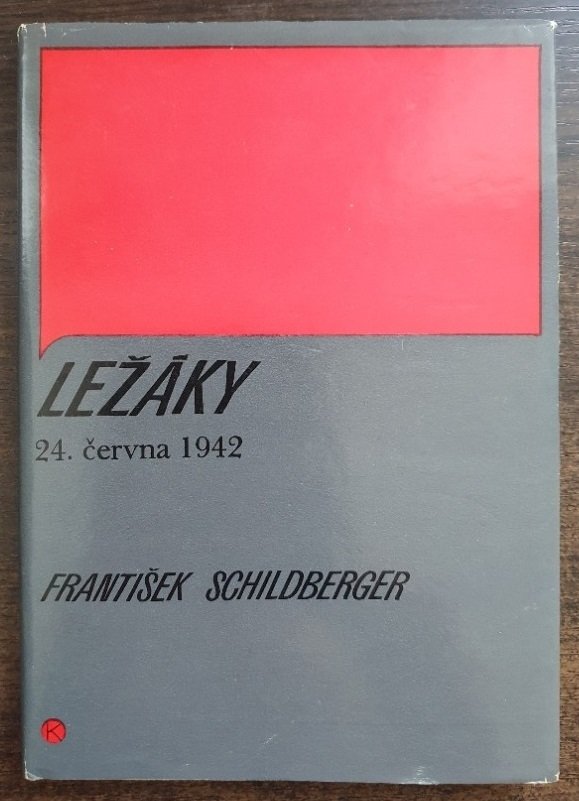 LEŽÁKY
24. června 1942
FRANTIŠEK SCHILDBERGER
K